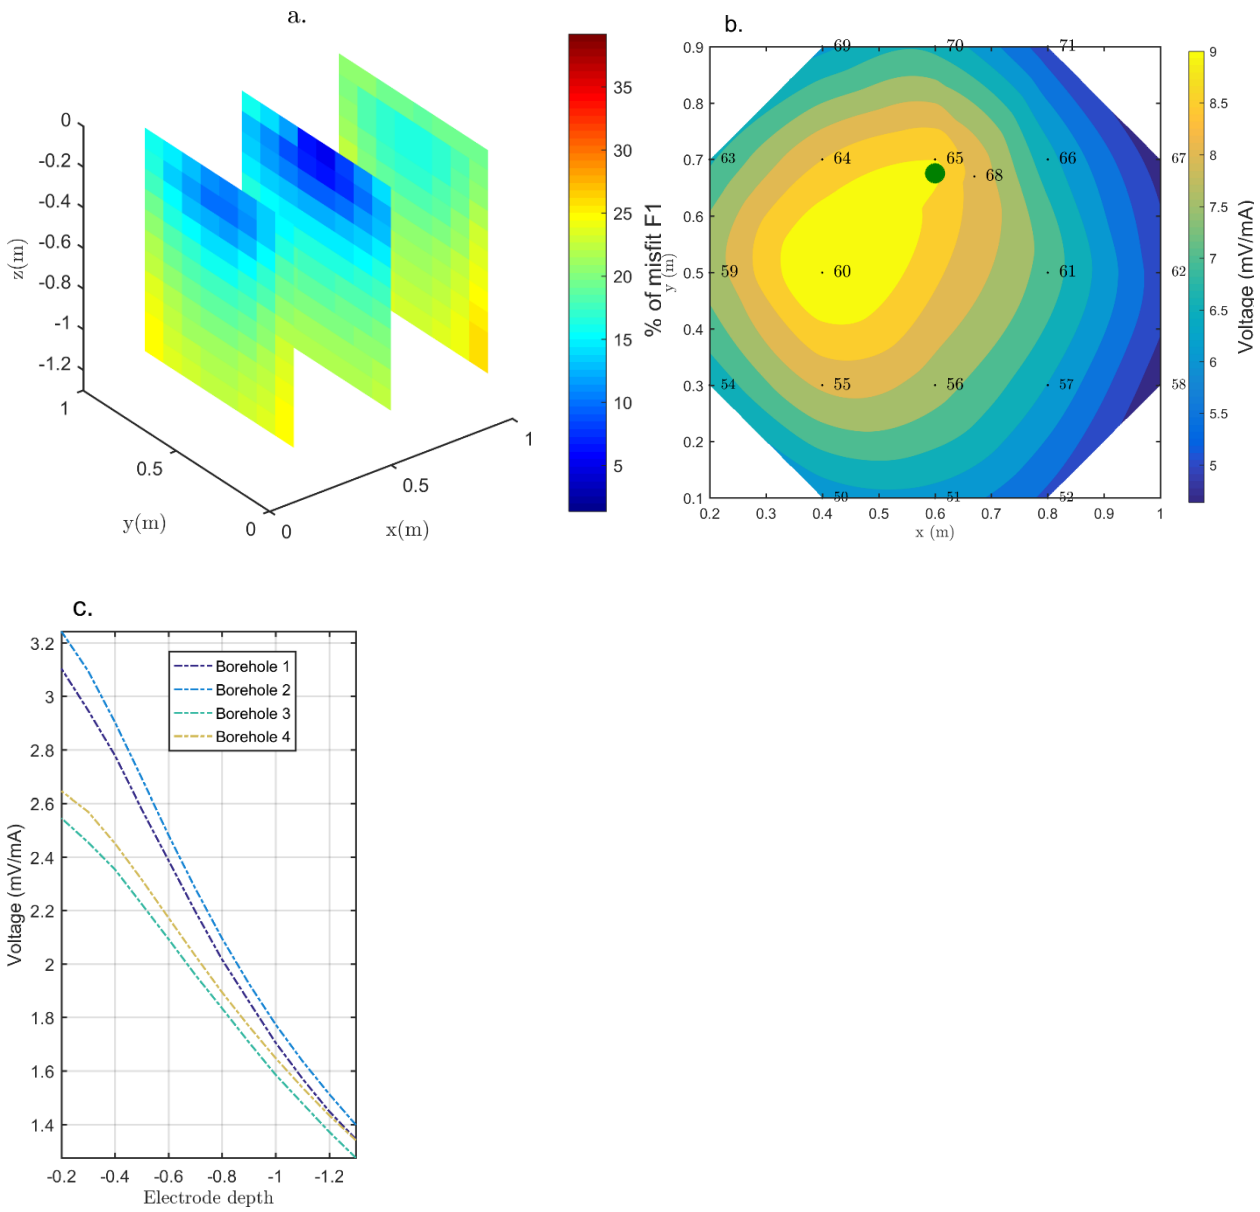 a.
0
-0.2
-0.4
-0.6
-0.8
-1
-1.2
z(m)
1
0.5
0
y(m)
0
0.5
1
x(m)
35
30
25
20
15
10
5
% of misfit F1
b.
0.9
0.8
0.7
0.6
0.5
0.4
0.3
0.2
0.1
y (m)
69 70 71
63 64 65 66 67
68
59 60 61 62
54 55 56 57 58
50 51 52
0.2 0.3 0.4 0.5 0.6 0.7 0.8 0.9 1
x (m)
9
8.5
8
7.5
7
6.5
6
5.5
5
Voltage (mV/mA)
c.
3.2
3
2.8
2.6
2.4
2.2
2
1.8
1.6
1.4
Voltage (mV/mA)
Borehole 1
Borehole 2
Borehole 3
Borehole 4
-0.2 -0.4 -0.6 -0.8 -1 -1.2
Electrode depth